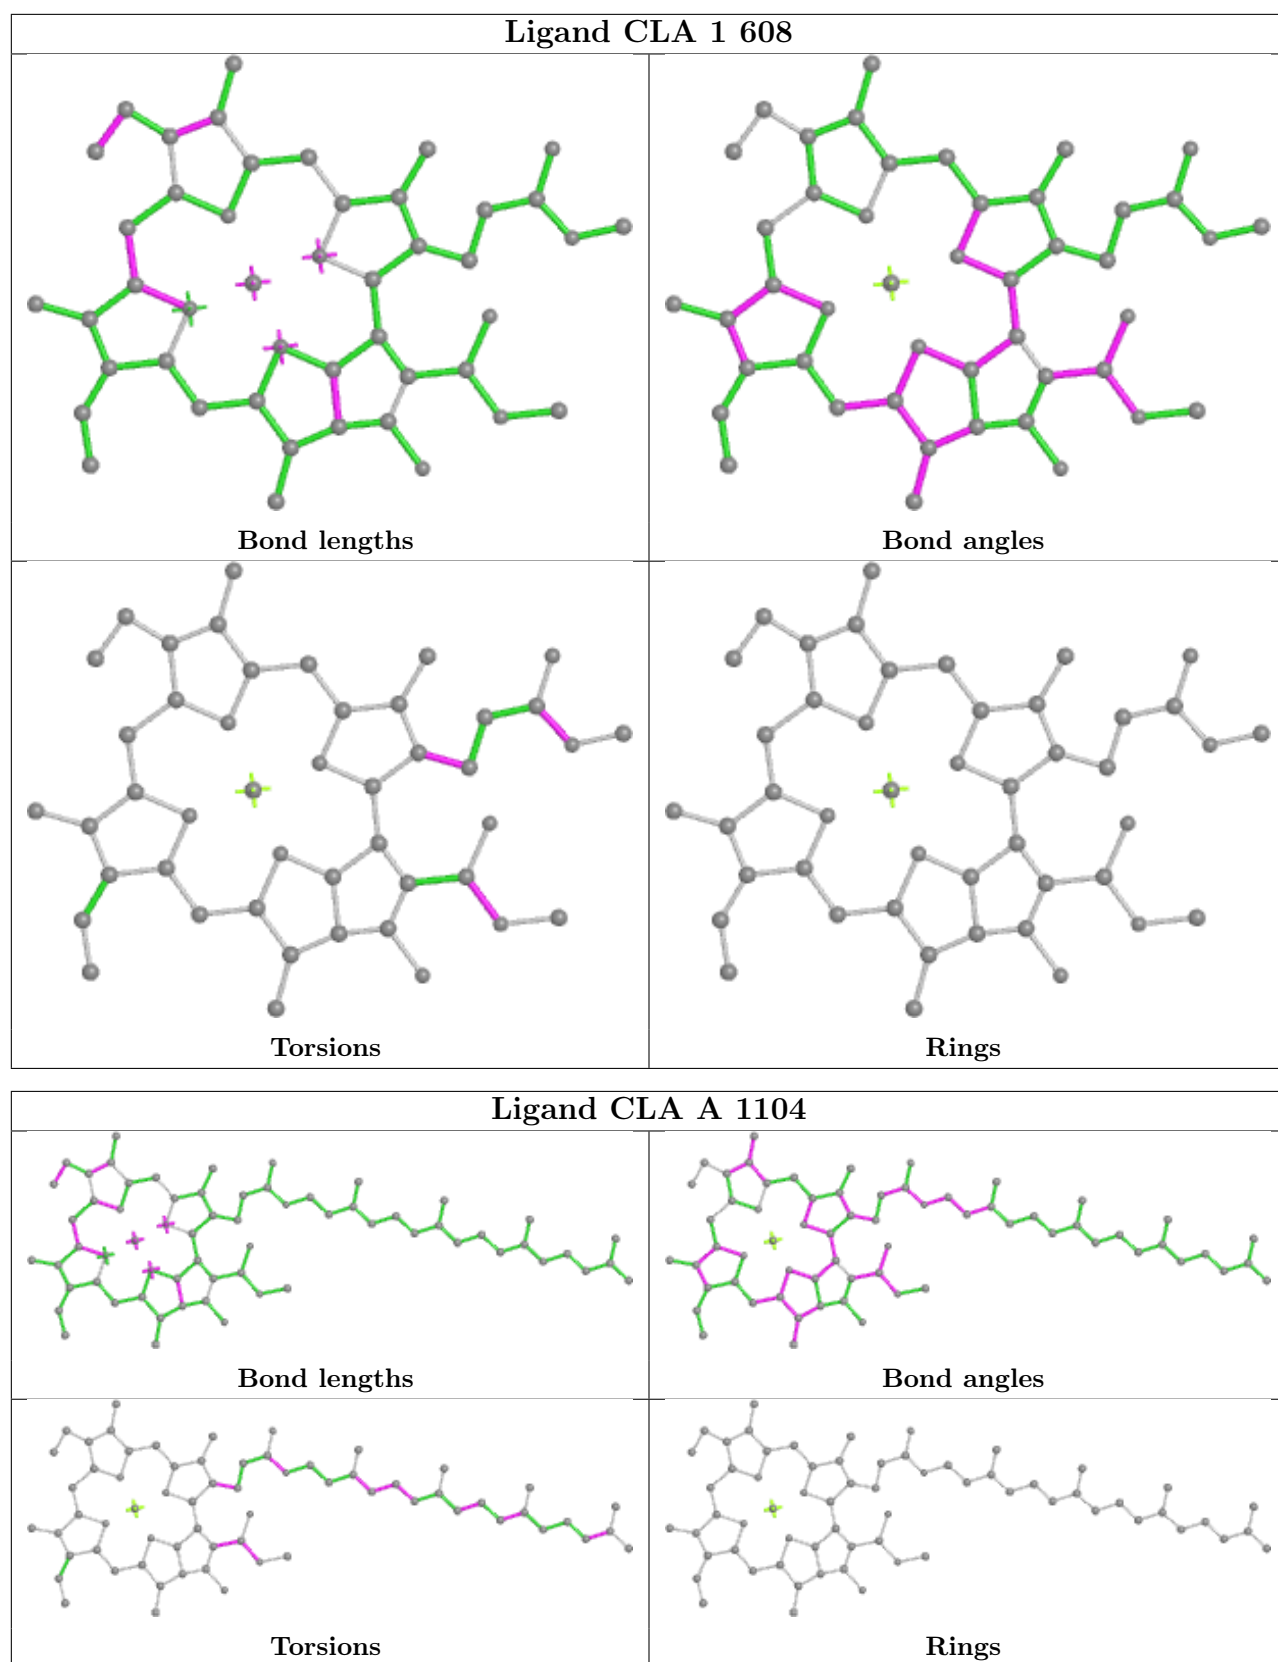 Ligand CLA 1 608
Bond lengths
Bond angles
Torsions
Rings
Ligand CLA A 1104
Bond lengths
Bond angles
Torsions
Rings